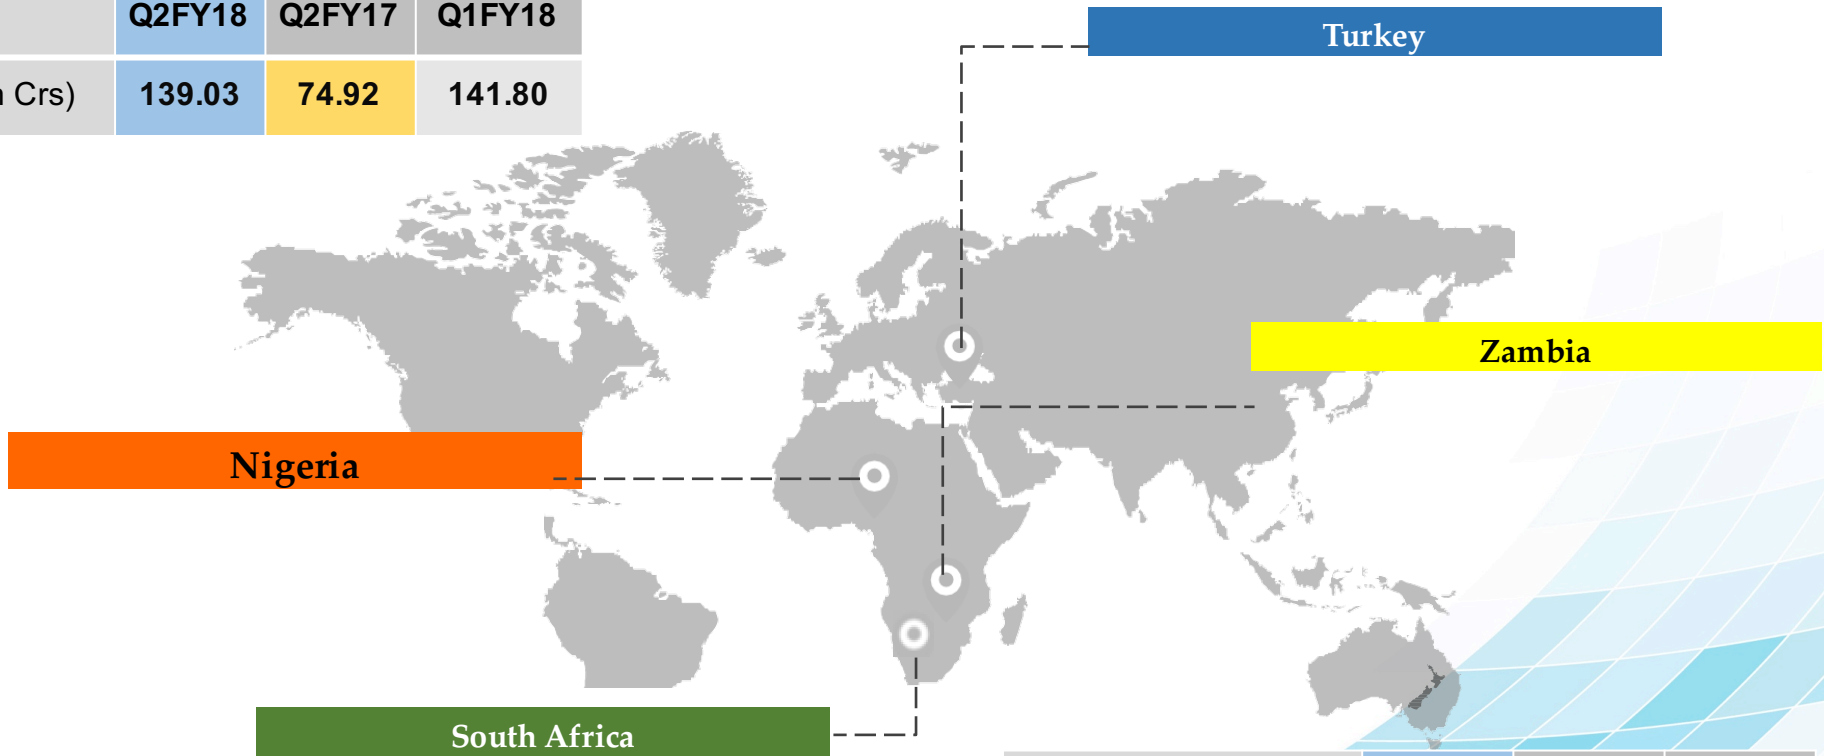 Q2FY18 Q2FY17 Q1FY18
Crs) 139.03 74.92 141.80
Turkey
Zambia
Nigeria
South Africa